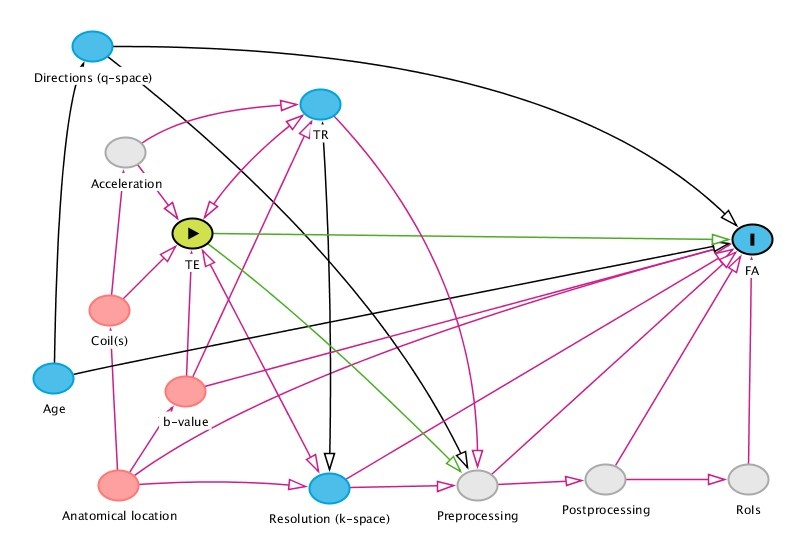 Directions (q-space)
TR
Acceleration
TE
FA
Coil(s)
Age
b-value
Anatomical location
Resolution (k-space)
Preprocessing
Postprocessing
RoIs